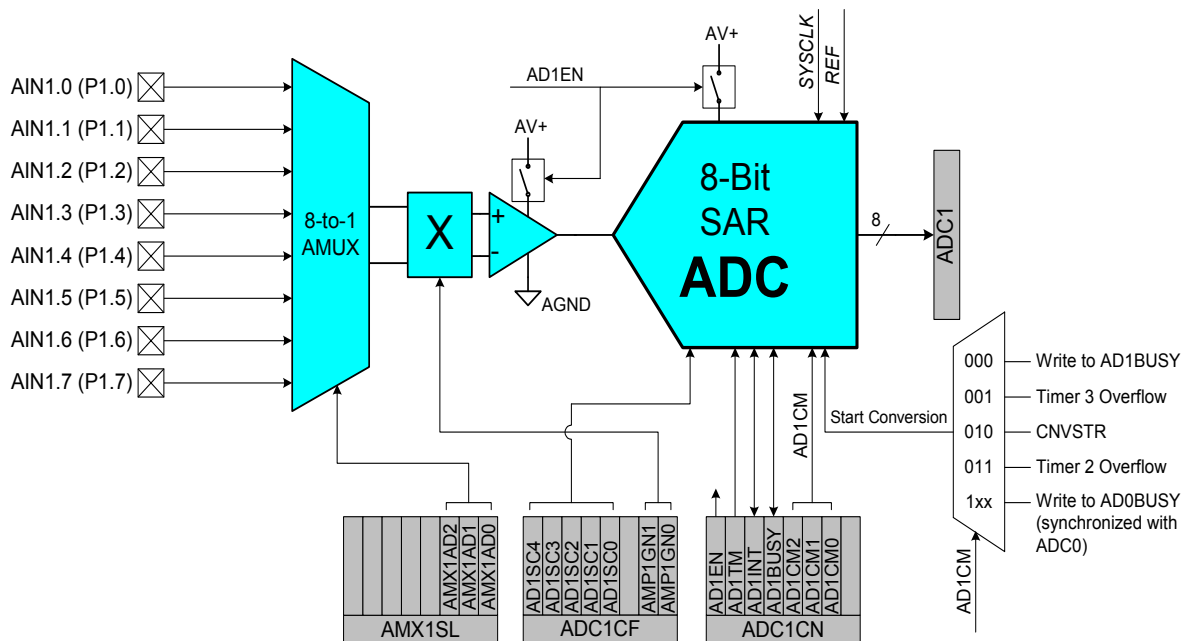 AIN1.0 (P1.0)
AIN1.1 (P1.1)
AIN1.2 (P1.2)
AIN1.3 (P1.3)
AIN1.4 (P1.4)
AIN1.5 (P1.5)
AIN1.6 (P1.6)
AIN1.7 (P1.7)
8-to-1
AMUX
X
+
-
AV+
AGND
AD1EN
AV+
SYSCLK
REF
8-Bit
SAR
ADC
8
ADC1
Start Conversion
AD1CM
000
001
010
011
1xx
Write to AD1BUSY
Timer 3 Overflow
CNVSTR
Timer 2 Overflow
Write to AD0BUSY
(synchronized with
ADC0)
AD1CM
AMX1AD2
AMX1AD1
AMX1AD0
AMX1SL
AD1SC4
AD1SC3
AD1SC2
AD1SC1
AD1SC0
AMP1GN1
AMP1GN0
ADC1CF
AD1EN
AD1TM
AD1INT
AD1BUSY
AD1CM2
AD1CM1
AD1CM0
ADC1CN